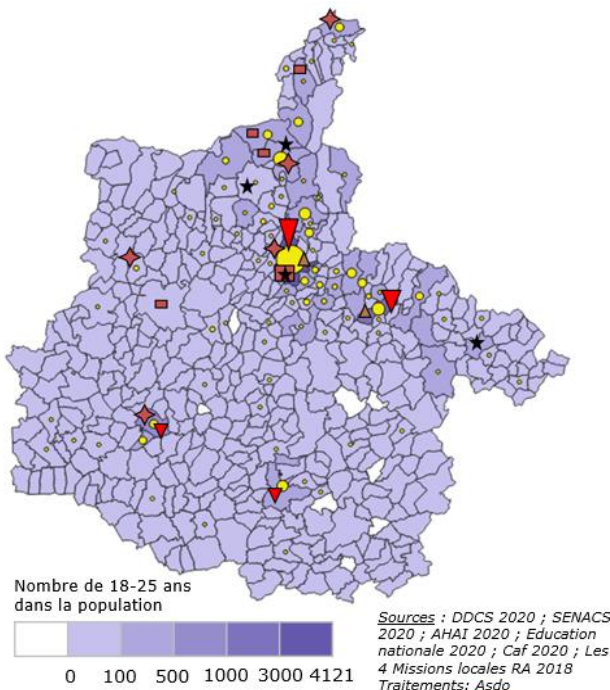 Nombre de 18-25 ans
dans la population
0 100 500 1000 3000 4121
Sources : DDCS 2020 ; SENACS
2020 ; AHAI 2020 ; Education
nationale 2020 ; Caf 2020 ; Les
4 Missions locales RA 2018
Traitements: Asdo